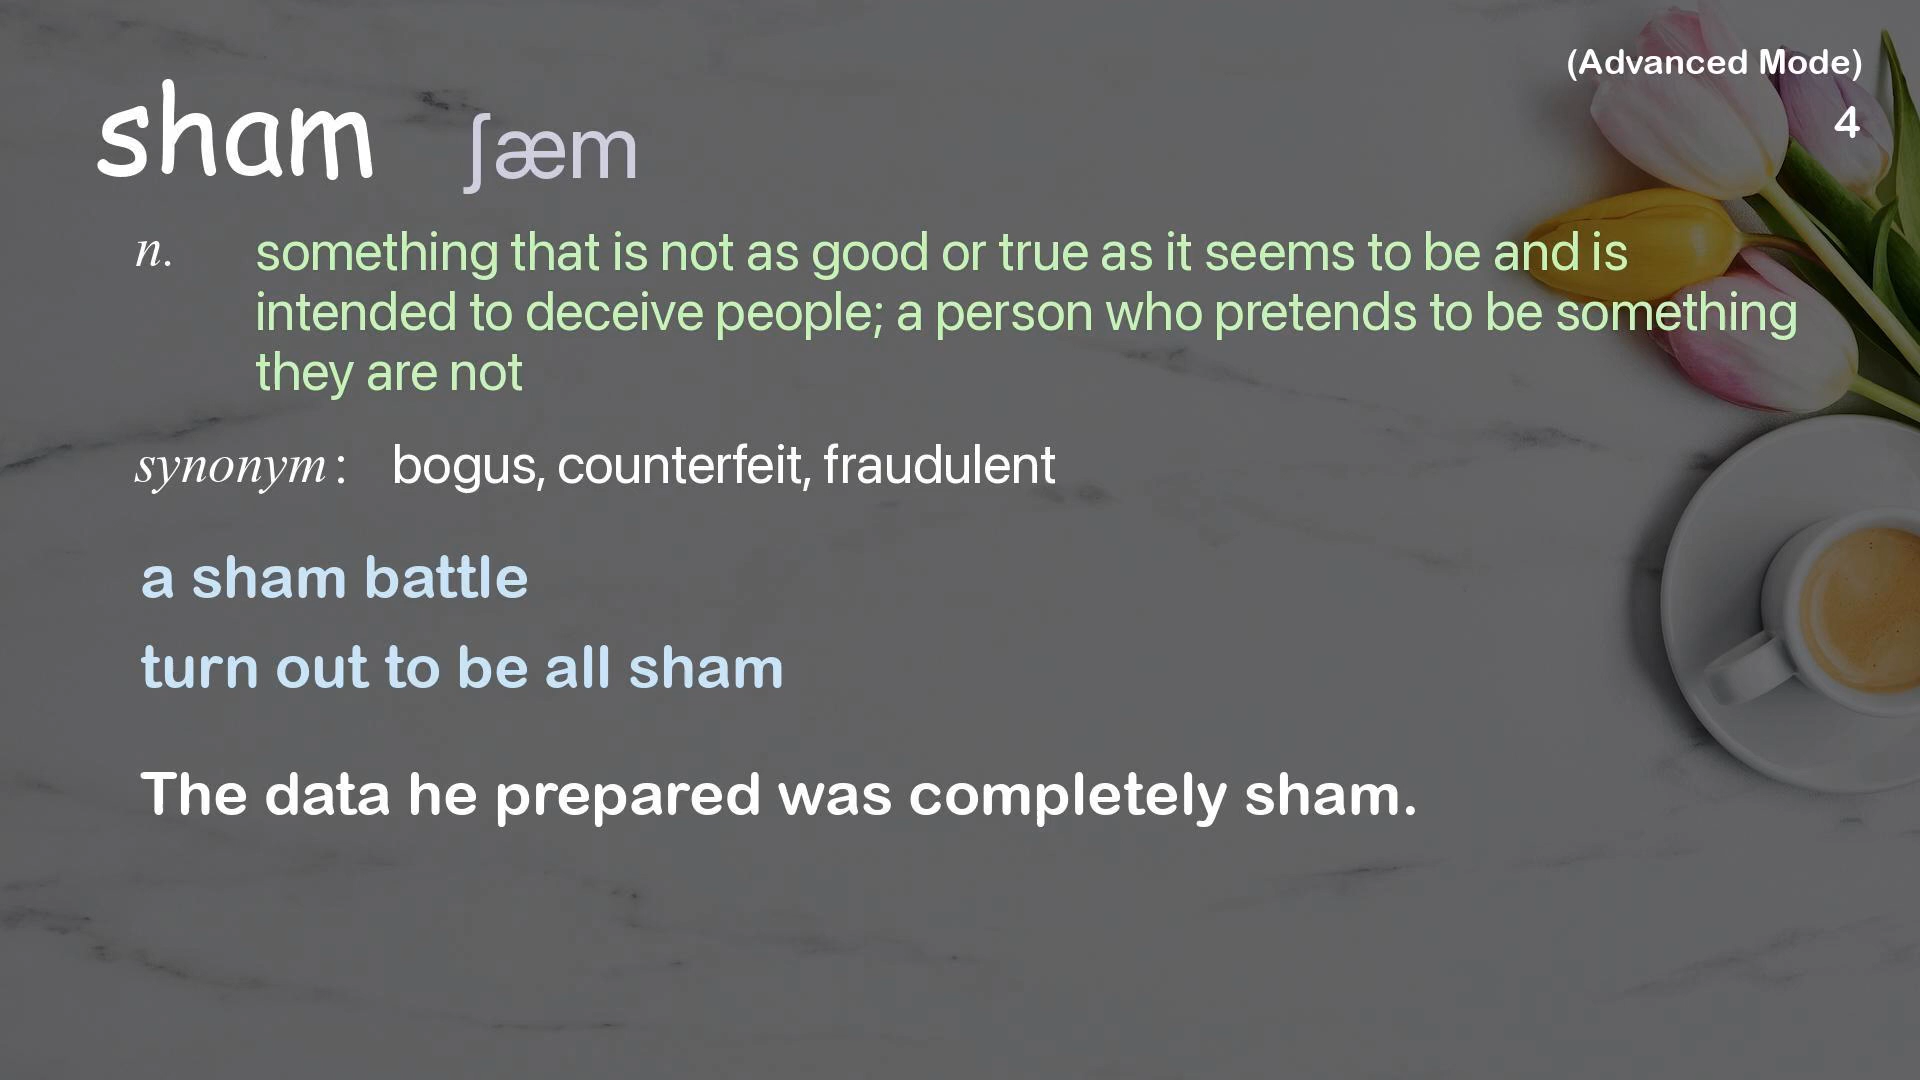 (Advanced Mode)
4
sham ʃæm
n. something that is not as good or true as it seems to be and is
intended to deceive people; a person who pretends to be something
they are not
synonym : bogus, counterfeit, fraudulent
a sham battle
turn out to be all sham
The data he prepared was completely sham.